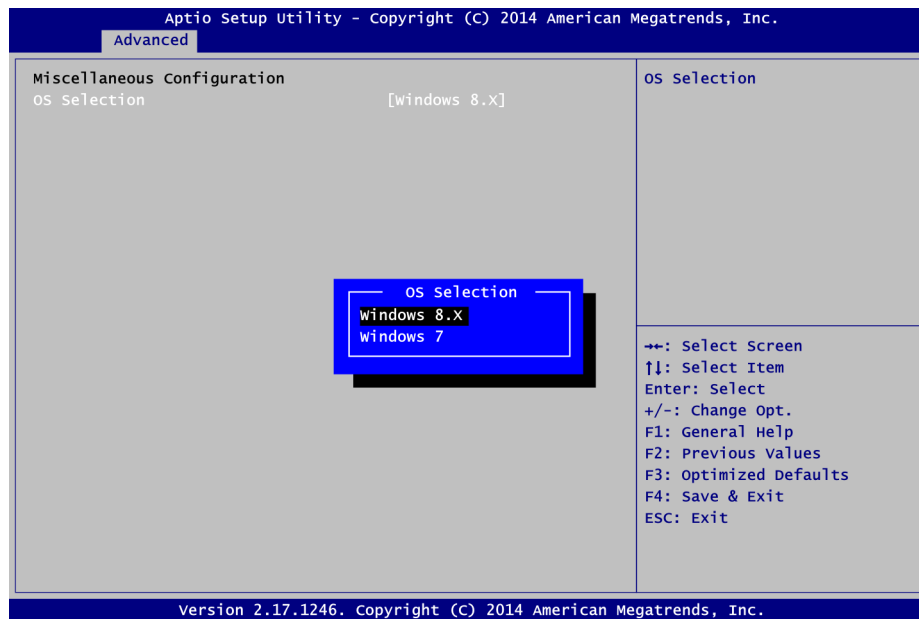 Aptio Setup Utility – Copyright (C) 2014 American Megatrends, Inc.
Advanced
Miscellaneous Configuration
OS Selection [Windows 8.X]
OS Selection
OS Selection
Windows 8.X
Windows 7
→←: Select Screen
↑↓: Select Item
Enter: Select
+/-: Change Opt.
F1: General Help
F2: Previous Values
F3: Optimized Defaults
F4: Save & Exit
ESC: Exit
Version 2.17.1246. Copyright (C) 2014 American Megatrends, Inc.